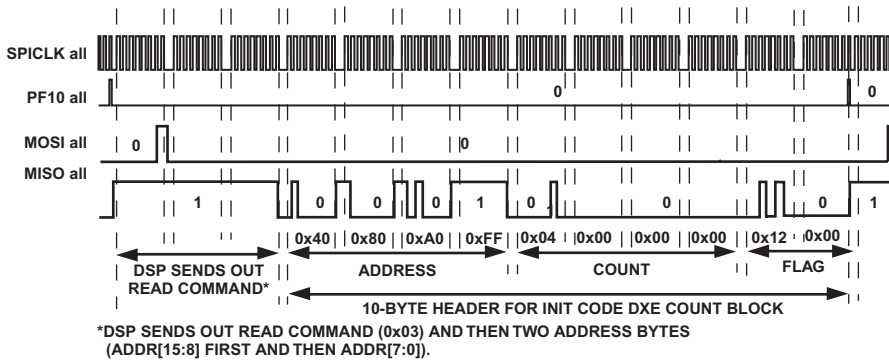 SPICLK all
PF10 all
0
0
MOSI all
0
0
MISO all
1
0
0
0
1
0
0
0
1
0x40
0x80
0xA0
0xFF
0x04
0x00
0x00
0x00
0x12
0x00
DSP SENDS OUT
READ COMMAND*
ADDRESS
COUNT
FLAG
10-BYTE HEADER FOR INIT CODE DXE COUNT BLOCK
*DSP SENDS OUT READ COMMAND (0x03) AND THEN TWO ADDRESS BYTES
(ADDR[15:8] FIRST AND THEN ADDR[7:0]).